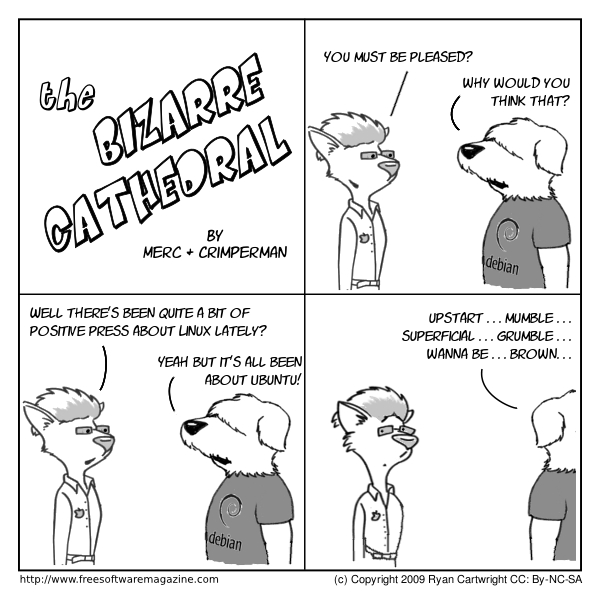 the
BIZARRE
CATHEDRAL
BY
MERC + CRIMPERMAN
YOU MUST BE PLEASED?
WHY WOULD YOU
THINK THAT?
debian
WELL THERE'S BEEN QUITE A BIT OF
POSITIVE PRESS ABOUT LINUX LATELY?
YEAH BUT IT'S ALL BEEN
ABOUT UBUNTU!
debian
UPSTART ... MUMBLE ...
SUPERFICIAL ... GRUMBLE ...
WANNA BE ... BROWN...
http://www.freesoftwaremagazine.com
(c) Copyright 2009 Ryan Cartwright CC: By-NC-SA